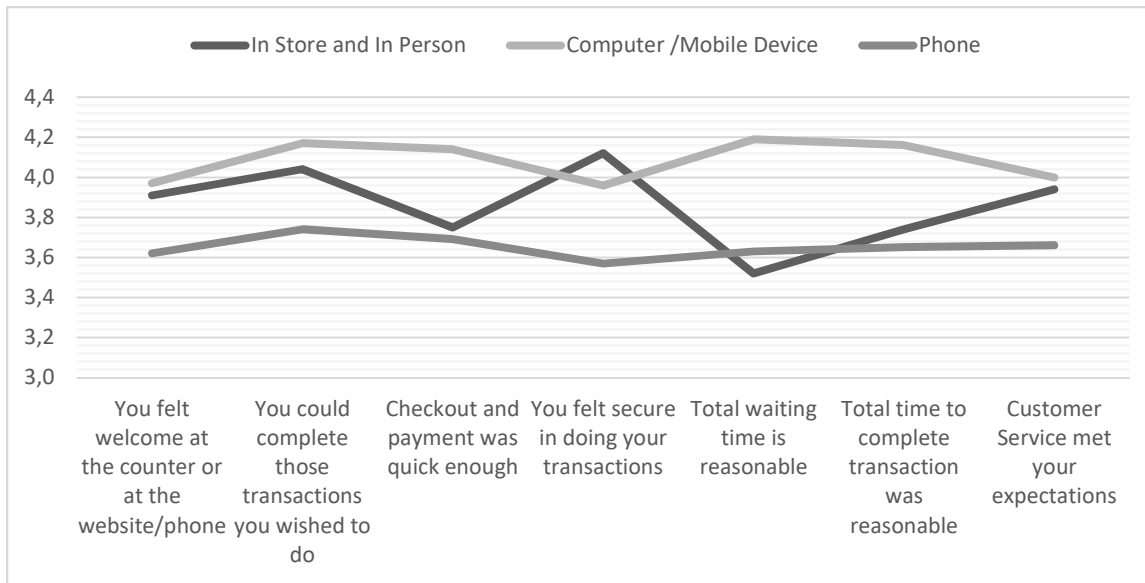 In Store and In Person
Computer /Mobile Device
Phone
4,4
4,2
4,0
3,8
3,6
3,4
3,2
3,0
You felt
welcome at
the counter or
at the
website/phone
You could
complete
those
transactions
you wished to
do
Checkout and
payment was
quick enough
You felt secure
in doing your
transactions
Total waiting
time is
reasonable
Total time to
complete
transaction
was
reasonable
Customer
Service met
your
expectations